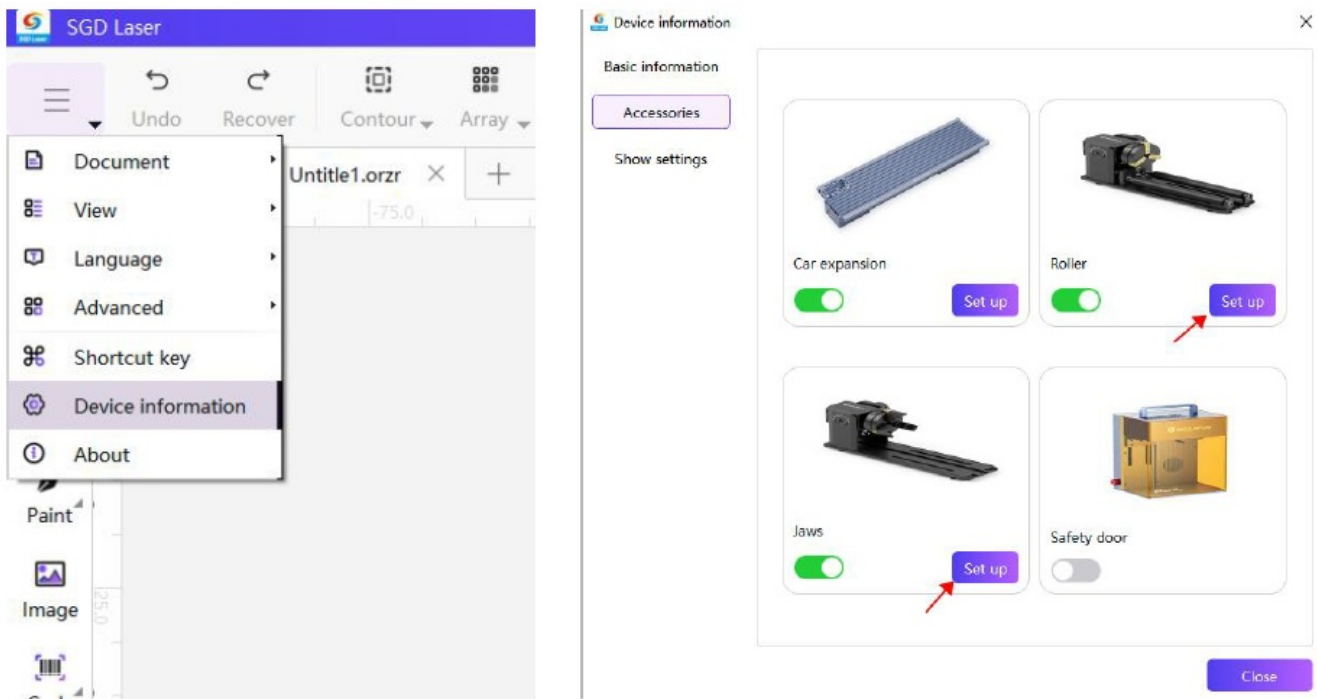 SGD Laser
Undo
Recover
Contour
Array
Document
View
Language
Advanced
Shortcut key
Device information
About
Untitle1.orzr
-75.0
Paint
Image
25.0
Device information
Basic information
Accessories
Show settings
Car expansion
Set up
Roller
Set up
Jaws
Set up
Safety door
Close